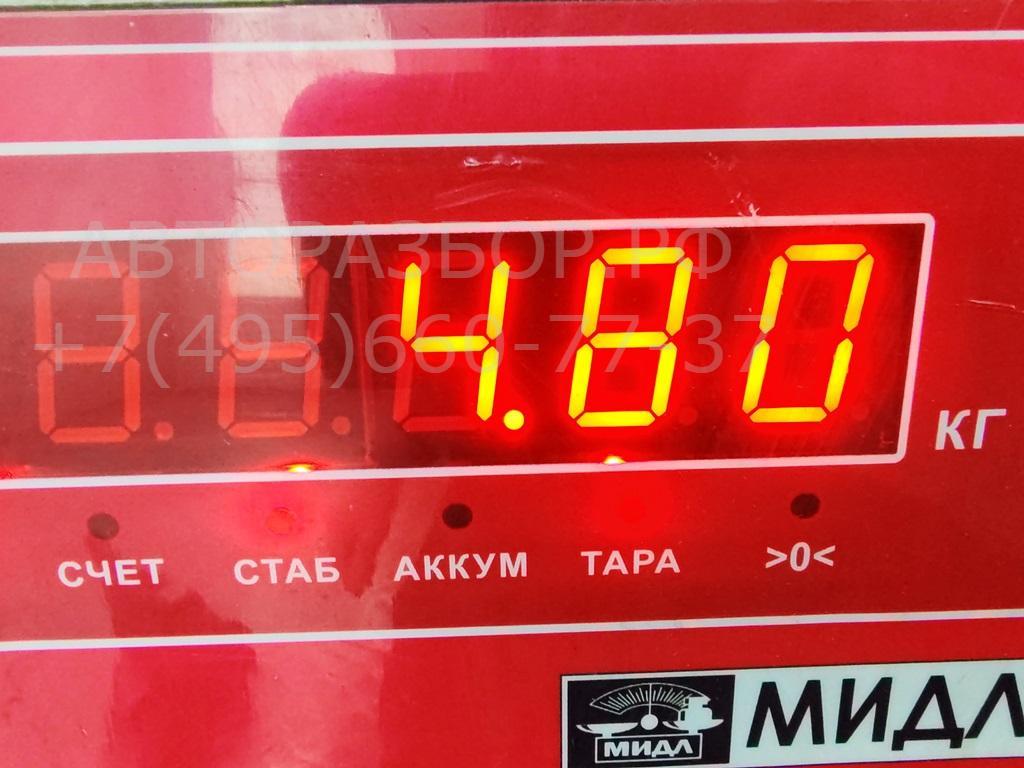 АВТОРАЗБОР.РФ
+7(495)660-77-37
4.80
КГ
СЧЕТ СТАБ АККУМ ТАРА >0<
МИДЛ МИДЛ